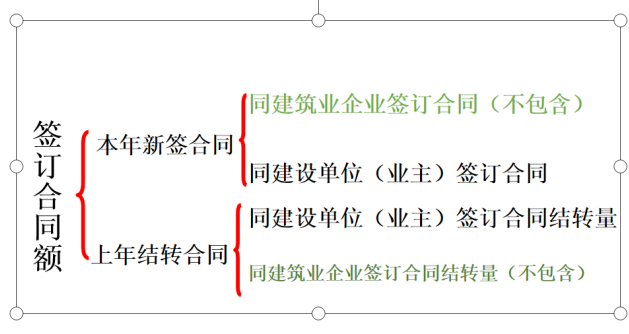 签订合同额
本年新签合同
同建筑业企业签订合同（不包含）
同建设单位（业主）签订合同
上年结转合同
同建设单位（业主）签订合同结转量
同建筑业企业签订合同结转量（不包含）